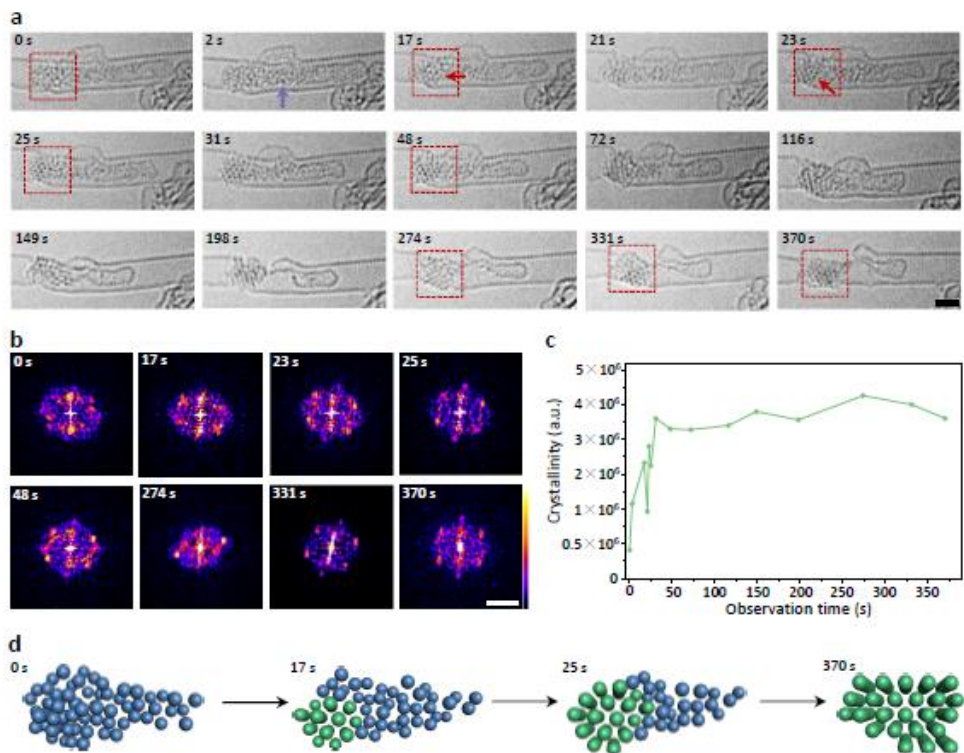 a
0 s 2 s 17 s 21 s 23 s
25 s 31 s 48 s 72 s 116 s
149 s 198 s 274 s 331 s 370 s
b
0 s 17 s 23 s 25 s
48 s 274 s 331 s 370 s
c
5×10⁶
4×10⁶
3×10⁶
2×10⁶
1×10⁶
0.5×10⁶
Crystallinity (a.u.)
0 50 100 150 200 250 300 350
Observation time (s)
d
0 s 17 s 25 s 370 s